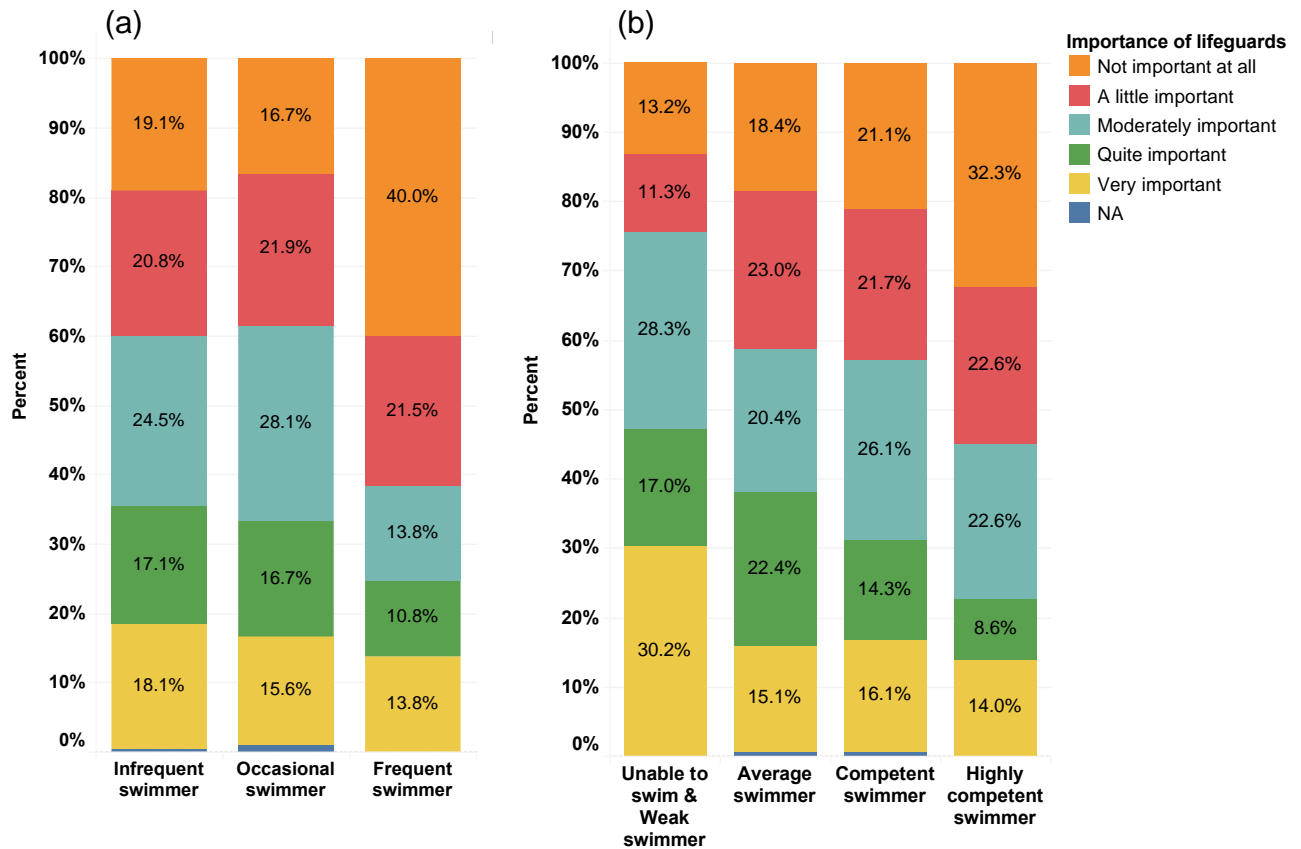 (a)
100%
90%
80%
70%
60%
50%
40%
30%
20%
10%
0%
Percent
19.1%
20.8%
24.5%
17.1%
18.1%
16.7%
21.9%
28.1%
16.7%
15.6%
40.0%
21.5%
13.8%
10.8%
13.8%
Infrequent
swimmer
Occasional
swimmer
Frequent
swimmer
(b)
100%
90%
80%
70%
60%
50%
40%
30%
20%
10%
0%
Percent
13.2%
11.3%
28.3%
17.0%
30.2%
18.4%
23.0%
20.4%
22.4%
15.1%
21.1%
21.7%
26.1%
14.3%
16.1%
32.3%
22.6%
22.6%
8.6%
14.0%
Unable to
swim &
Weak
swimmer
Average
swimmer
Competent
swimmer
Highly
competent
swimmer
Importance of lifeguards
Not important at all
A little important
Moderately important
Quite important
Very important
NA